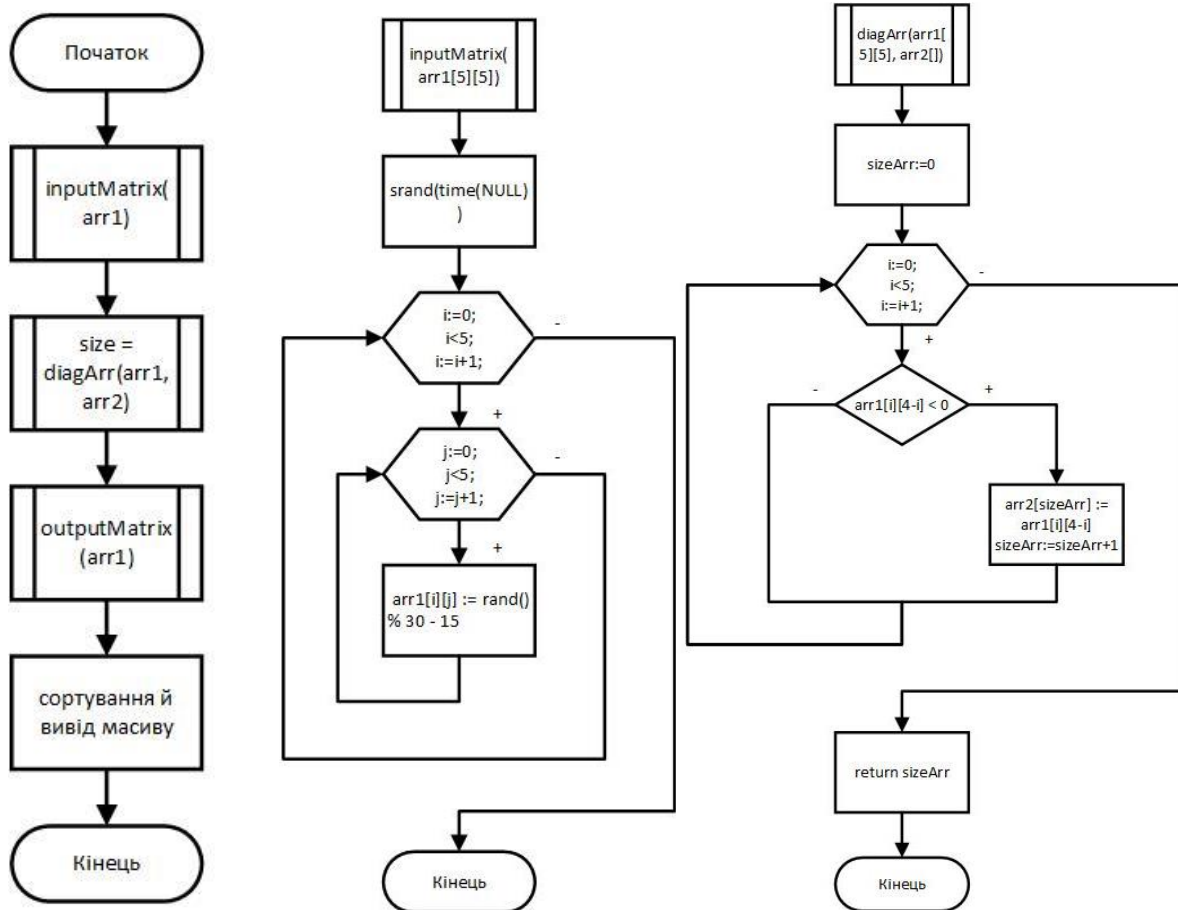 Початок
inputMatrix(
arr1)
size =
diagArr(arr1,
arr2)
outputMatrix
(arr1)
сортування й
вивід масиву
Кінець
inputMatrix(
arr1[5][5])
srand(time(NULL)
)
i:=0;
i<5;
i:=i+1;
-
+
j:=0;
j<5;
j:=j+1;
-
+
arr1[i][j] := rand()
% 30 - 15
Кінець
diagArr(arr1[
5][5], arr2[])
sizeArr:=0
i:=0;
i<5;
i:=i+1;
-
+
-
arr1[i][4-i] < 0
+
arr2[sizeArr] :=
arr1[i][4-i]
sizeArr:=sizeArr+1
return sizeArr
Кінець